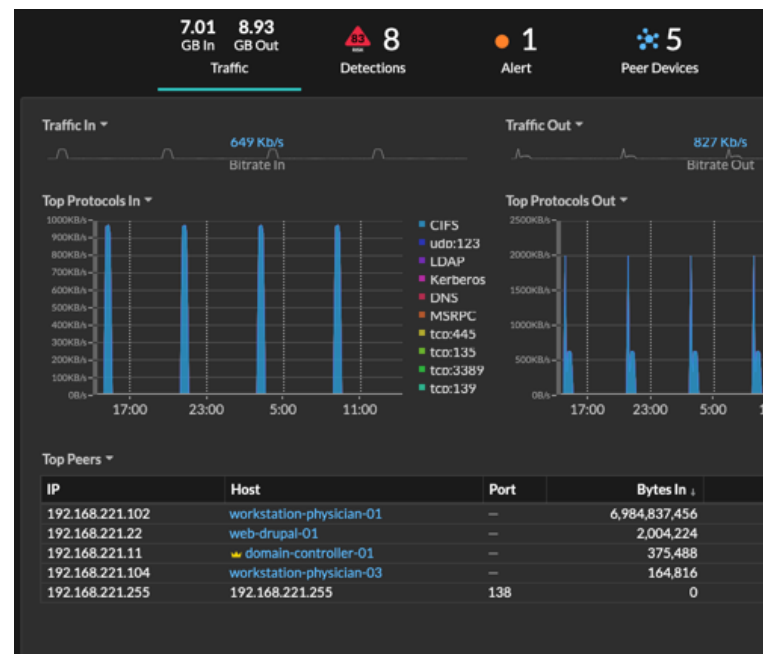 7.01 8.93
GB In GB Out
Traffic
83
RISK
8
Detections
1
Alert
5
Peer Devices
Traffic In
649 Kb/s
Bitrate In
Traffic Out
827 Kb/s
Bitrate Out
Top Protocols In
1000KB/s
900KB/s
800KB/s
700KB/s
600KB/s
500KB/s
400KB/s
300KB/s
200KB/s
100KB/s
0B/s
17:00 23:00 5:00 11:00
CIFS
udp:123
LDAP
Kerberos
DNS
MSRPC
tcp:445
tcp:135
tcp:3389
tcp:139
Top Protocols Out
2500KB/s
2000KB/s
1500KB/s
1000KB/s
500KB/s
0B/s
17:00 23:00 5:00 1
Top Peers
IP Host Port Bytes In ↓
192.168.221.102 workstation-physician-01 — 6,984,837,456
192.168.221.22 web-drupal-01 — 2,004,224
192.168.221.11 domain-controller-01 — 375,488
192.168.221.104 workstation-physician-03 — 164,816
192.168.221.255 192.168.221.255 138 0